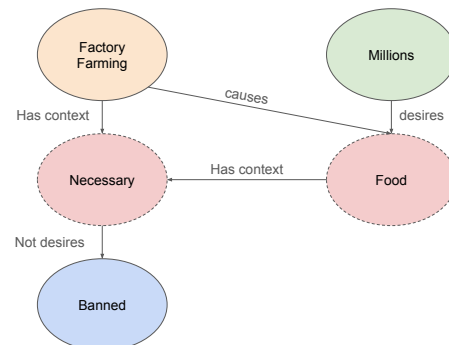 Factory
Farming
Millions
causes
Has context
desires
Necessary
Has context
Food
Not desires
Banned